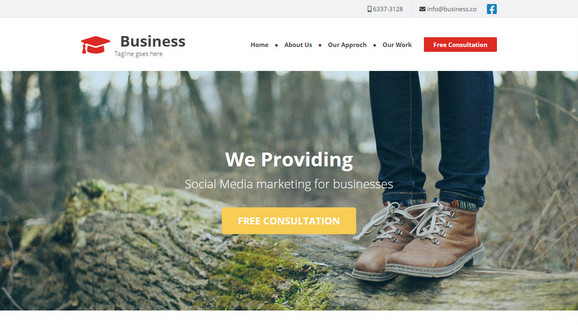 6337-3128 info@business.co
Business
Tagline goes here
Home • About Us • Our Approch • Our Work Free Consultation
We Providing
Social Media marketing for businesses
FREE CONSULTATION